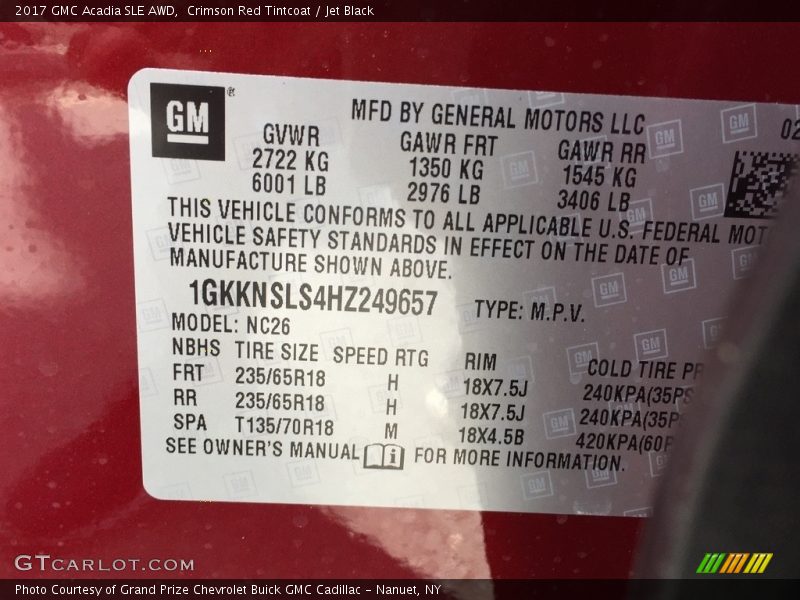 2017 GMC Acadia SLE AWD, Crimson Red Tintcoat / Jet Black
GM®
MFD BY GENERAL MOTORS LLC
02
GVWR GAWR FRT GAWR RR
2722 KG 1350 KG 1545 KG
6001 LB 2976 LB 3406 LB
THIS VEHICLE CONFORMS TO ALL APPLICABLE U.S. FEDERAL MOT
VEHICLE SAFETY STANDARDS IN EFFECT ON THE DATE OF
MANUFACTURE SHOWN ABOVE.
1GKKNSLS4HZ249657 TYPE: M.P.V.
MODEL: NC26
NBHS TIRE SIZE SPEED RTG RIM COLD TIRE PR
FRT 235/65R18 H 18X7.5J 240KPA(35PS
RR 235/65R18 H 18X7.5J 240KPA(35P
SPA T135/70R18 M 18X4.5B 420KPA(60P
SEE OWNER'S MANUAL i FOR MORE INFORMATION.
GTCARLOT.COM
Photo Courtesy of Grand Prize Chevrolet Buick GMC Cadillac - Nanuet, NY